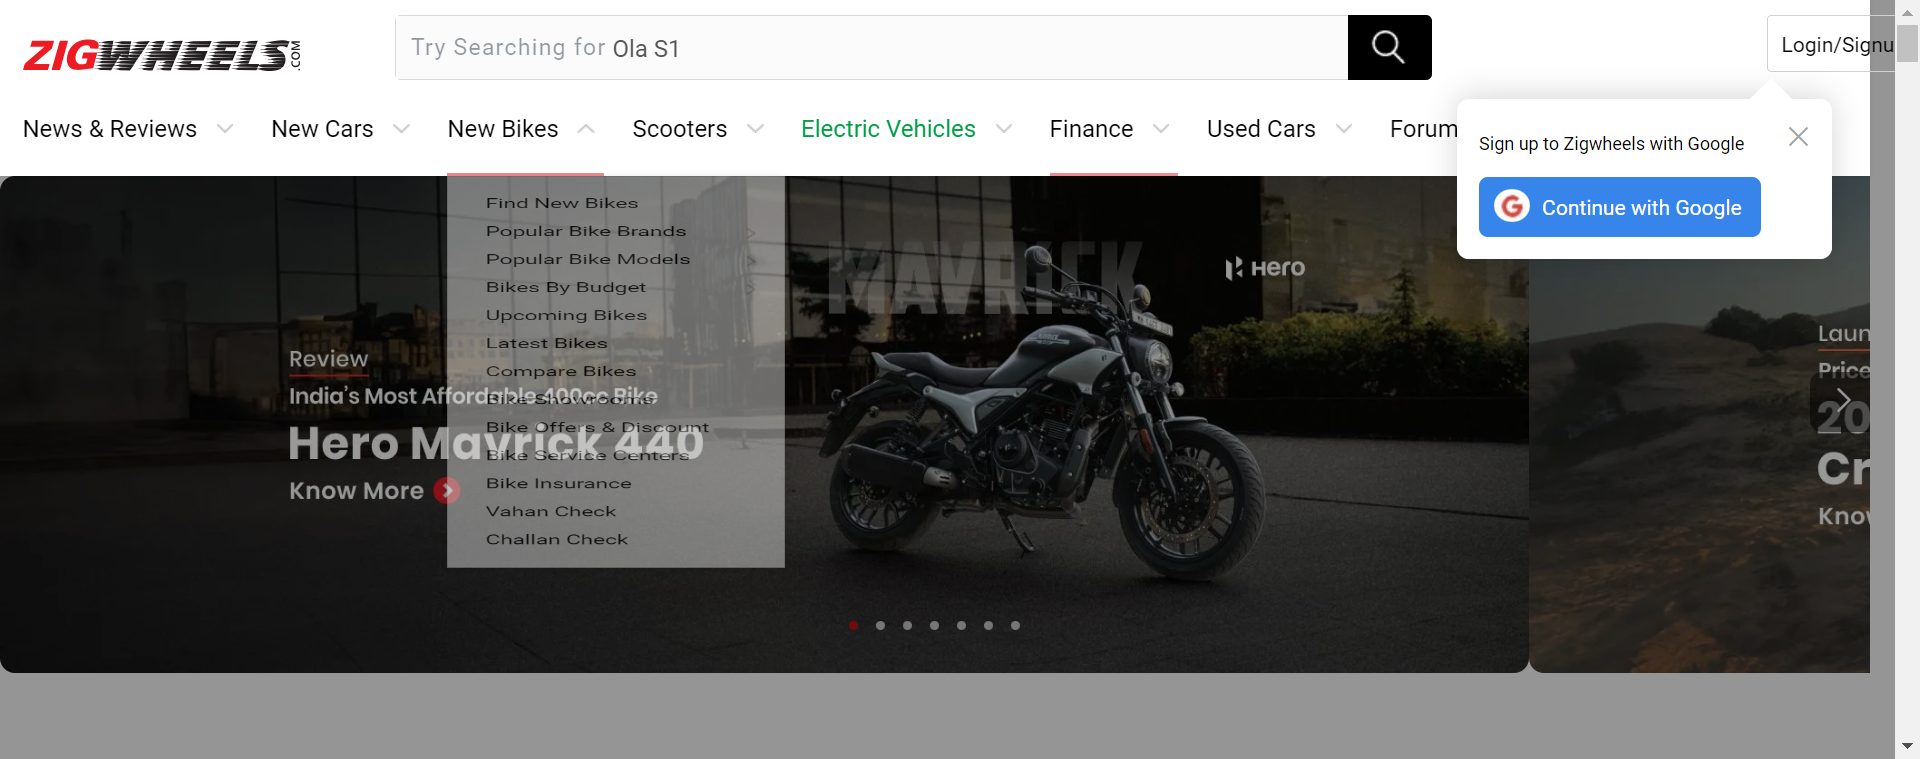 ZIGWHEELS.COM
Try Searching for Ola S1
Login/Signu
News & Reviews
New Cars
New Bikes
Scooters
Electric Vehicles
Finance
Used Cars
Forum
Sign up to Zigwheels with Google
Continue with Google
Find New Bikes
Popular Bike Brands
Popular Bike Models
Bikes By Budget
Upcoming Bikes
Latest Bikes
Compare Bikes
Bike Showrooms
Bike Offers & Discount
Bike Service Centers
Bike Insurance
Vahan Check
Challan Check
Review
India's Most Affordable 400cc Bike
Hero Mavrick 440
Know More
MAVRICK
Hero
Laun
Price
20
Cr
Know